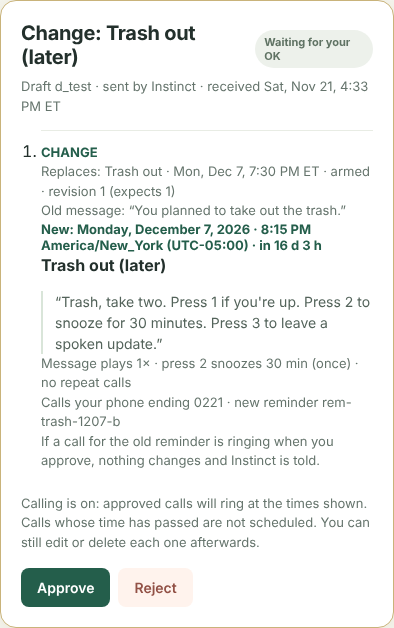 Change: Trash out
(later)
Waiting for your
OK
Draft d_test · sent by Instinct · received Sat, Nov 21, 4:33
PM ET
1. CHANGE
Replaces: Trash out · Mon, Dec 7, 7:30 PM ET · armed
· revision 1 (expects 1)
Old message: “You planned to take out the trash.”
New: Monday, December 7, 2026 · 8:15 PM
America/New_York (UTC-05:00) · in 16 d 3 h
Trash out (later)
“Trash, take two. Press 1 if you're up. Press 2 to
snooze for 30 minutes. Press 3 to leave a
spoken update.”
Message plays 1× · press 2 snoozes 30 min (once) ·
no repeat calls
Calls your phone ending 0221 · new reminder rem-
trash-1207-b
If a call for the old reminder is ringing when you
approve, nothing changes and Instinct is told.
Calling is on: approved calls will ring at the times shown.
Calls whose time has passed are not scheduled. You can
still edit or delete each one afterwards.
Approve
Reject